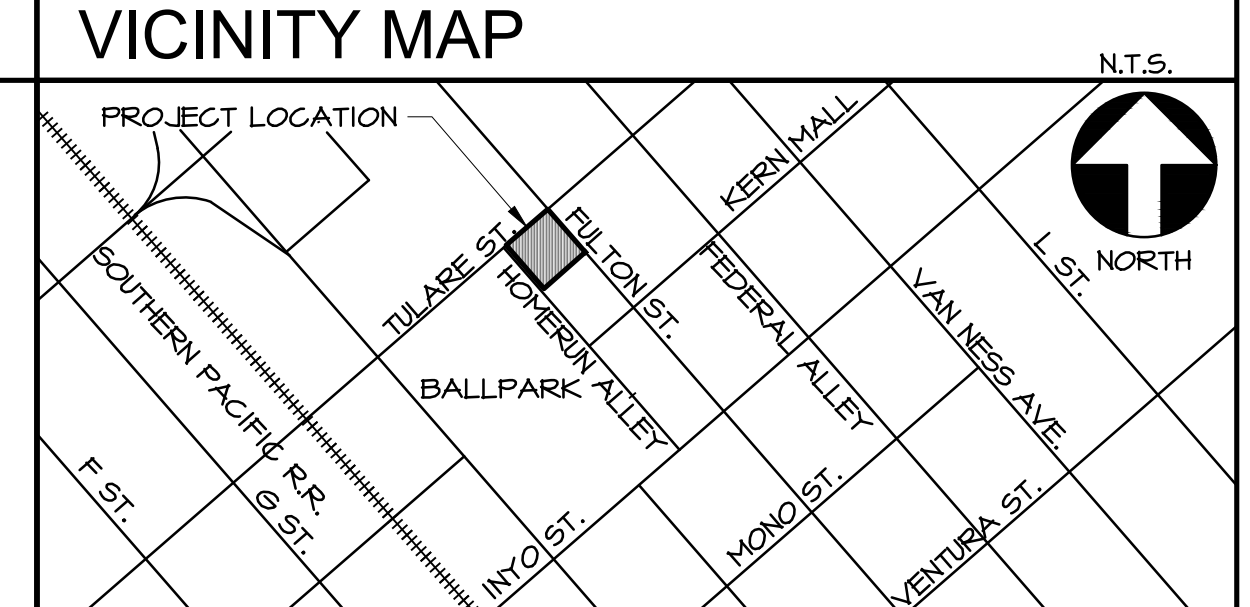 VICINITY MAP
N.T.S.
PROJECT LOCATION
KERN MALL
NORTH
L ST.
TULARE ST.
FULTON ST.
HOMERUN ALLEY
FEDERAL ALLEY
VAN NESS AVE.
SOUTHERN PACIFIC R.R.
BALLPARK
F ST.
G ST.
INYO ST.
MONO ST.
VENTURA ST.